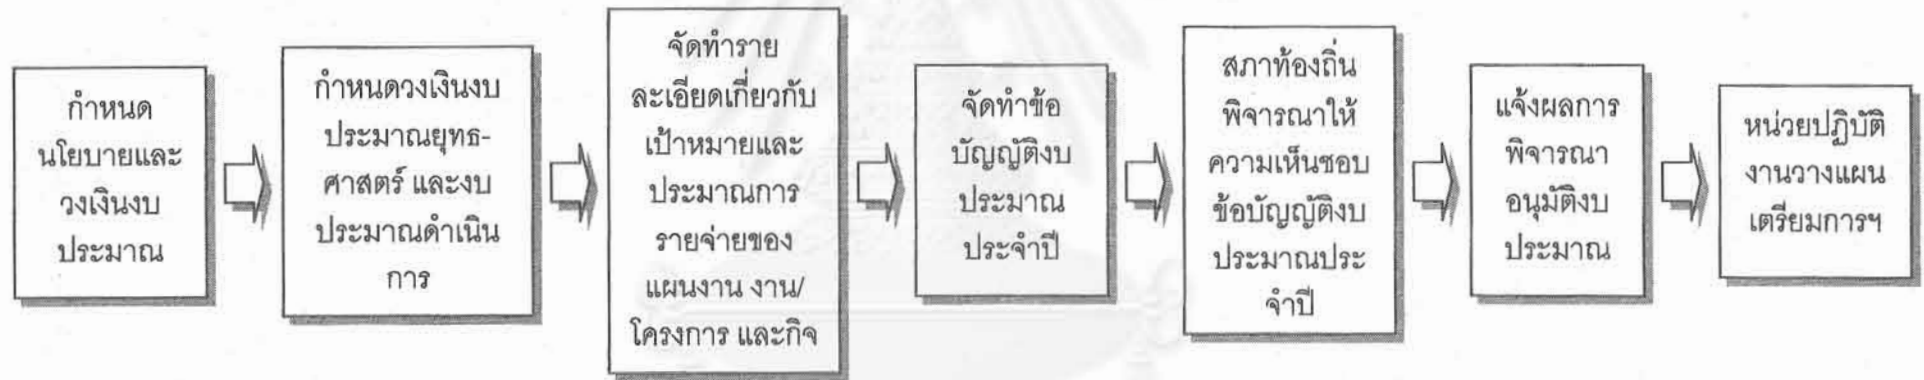 กำหนด
นโยบายและ
วงเงินงบ
ประมาณ
กำหนดวงเงินงบ
ประมาณยุทธ-
ศาสตร์ และงบ
ประมาณดำเนิน
การ
จัดทำราย
ละเอียดเกี่ยวกับ
เป้าหมายและ
ประมาณการ
รายจ่ายของ
แผนงาน งาน/
โครงการ และกิจ
จัดทำข้อ
บัญญัติงบ
ประมาณ
ประจำปี
สภาท้องถิ่น
พิจารณาให้
ความเห็นชอบ
ข้อบัญญัติงบ
ประมาณประ
จำปี
แจ้งผลการ
พิจารณา
อนุมัติงบ
ประมาณ
หน่วยปฏิบัติ
งานวางแผน
เตรียมการฯ